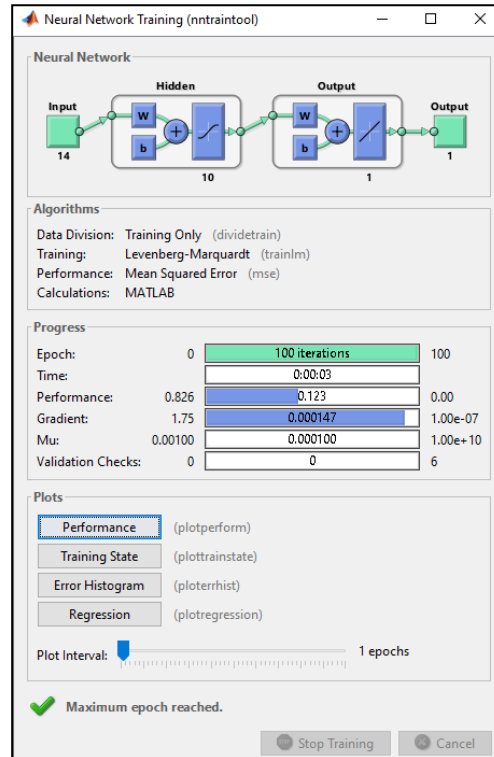 Neural Network Training (nntraintool)
Neural Network
Hidden Output
Input Output
W W
b b
14 10 1 1
Algorithms
Data Division: Training Only (dividetrain)
Training: Levenberg-Marquardt (trainlm)
Performance: Mean Squared Error (mse)
Calculations: MATLAB
Progress
Epoch: 0 100 iterations 100
Time: 0:00:03
Performance: 0.826 0.123 0.00
Gradient: 1.75 0.000147 1.00e-07
Mu: 0.00100 0.000100 1.00e+10
Validation Checks: 0 0 6
Plots
Performance (plotperform)
Training State (plottrainstate)
Error Histogram (ploterrhist)
Regression (plotregression)
Plot Interval: 1 epochs
Maximum epoch reached.
Stop Training Cancel